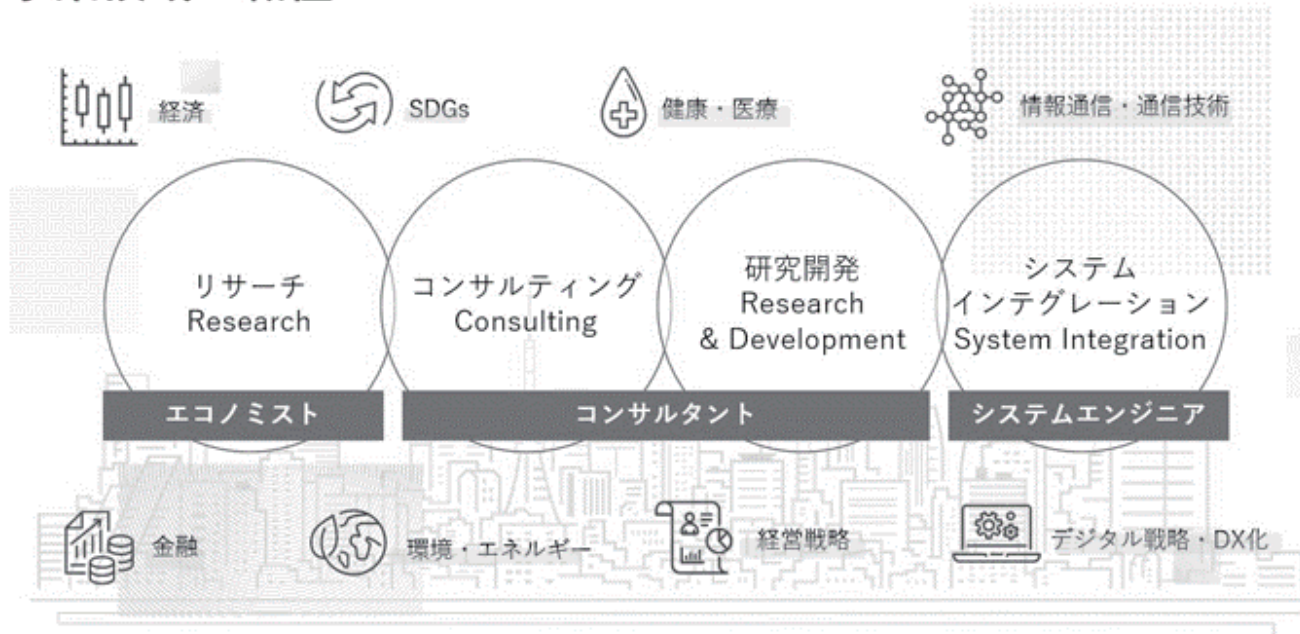 経済
SDGs
健康・医療
情報通信・通信技術
リサーチ
Research
コンサルティング
Consulting
研究開発
Research
& Development
システム
インテグレーション
System Integration
エコノミスト
コンサルタント
システムエンジニア
金融
環境・エネルギー
経営戦略
デジタル戦略・DX化